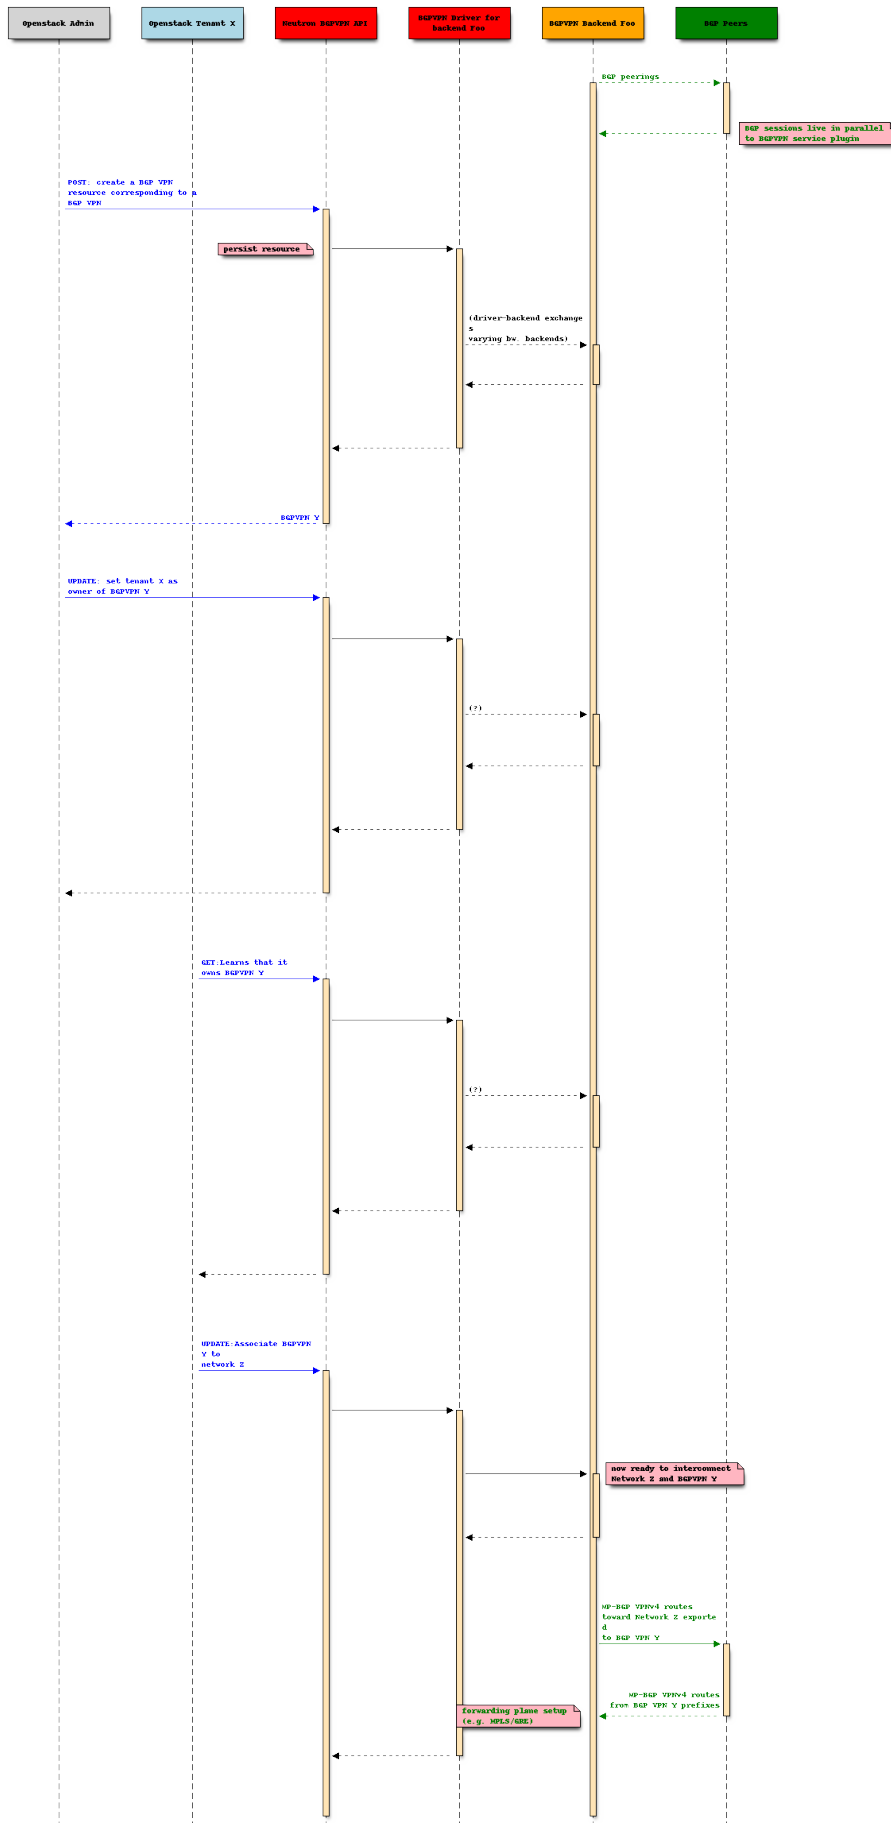 Openstack Admin
Openstack Tenant X
Neutron BGPVPN API
BGPVPN Driver for
backend Foo
BGPVPN Backend Foo
BGP Peers
BGP peerings
BGP sessions live in parallel
to BGPVPN service plugin
POST: create a BGP VPN
resource corresponding to a
BGP VPN
persist resource
(driver-backend exchange
s
varying bw. backends)
BGPVPN Y
UPDATE: set tenant X as
owner of BGPVPN Y
(?)
GET:Learns that it
owns BGPVPN Y
(?)
UPDATE:Associate BGPVPN
Y to
network Z
now ready to interconnect
Network Z and BGPVPN Y
MP-BGP VPNv4 routes
toward Network Z exporte
d
to BGP VPN Y
MP-BGP VPNv4 routes
from BGP VPN Y prefixes
forwarding plane setup
(e.g. MPLS/GRE)